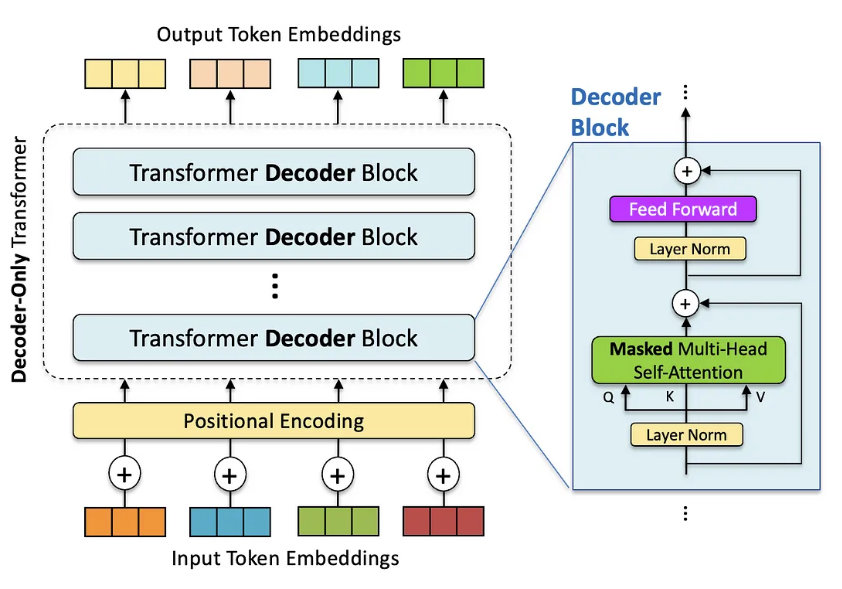 Output Token Embeddings
Decoder-Only Transformer
Transformer Decoder Block
Transformer Decoder Block
⋮
Transformer Decoder Block
Positional Encoding
+ + + +
Input Token Embeddings
Decoder
Block
⋮
+
Feed Forward
Layer Norm
+
Masked Multi-Head
Self-Attention
Q K V
Layer Norm
⋮